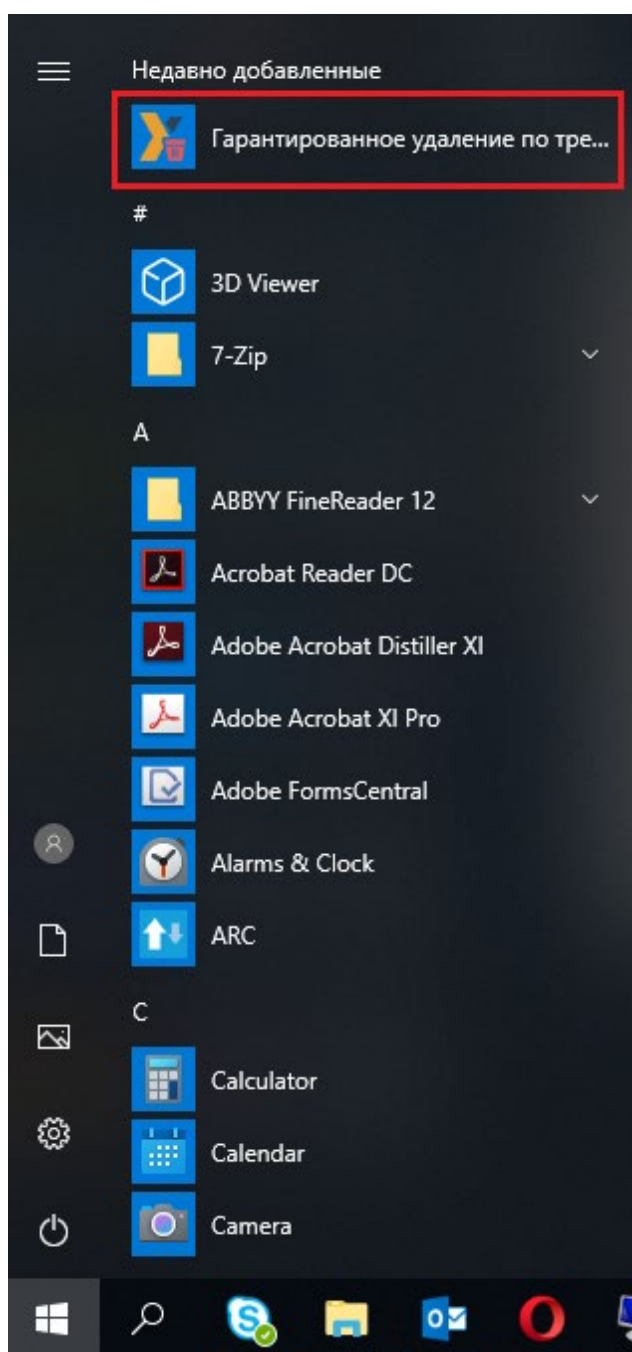 Недавно добавленные
Гарантированное удаление по тре...
#
3D Viewer
7-Zip
A
ABBYY FineReader 12
Acrobat Reader DC
Adobe Acrobat Distiller XI
Adobe Acrobat XI Pro
Adobe FormsCentral
Alarms & Clock
ARC
C
Calculator
Calendar
Camera